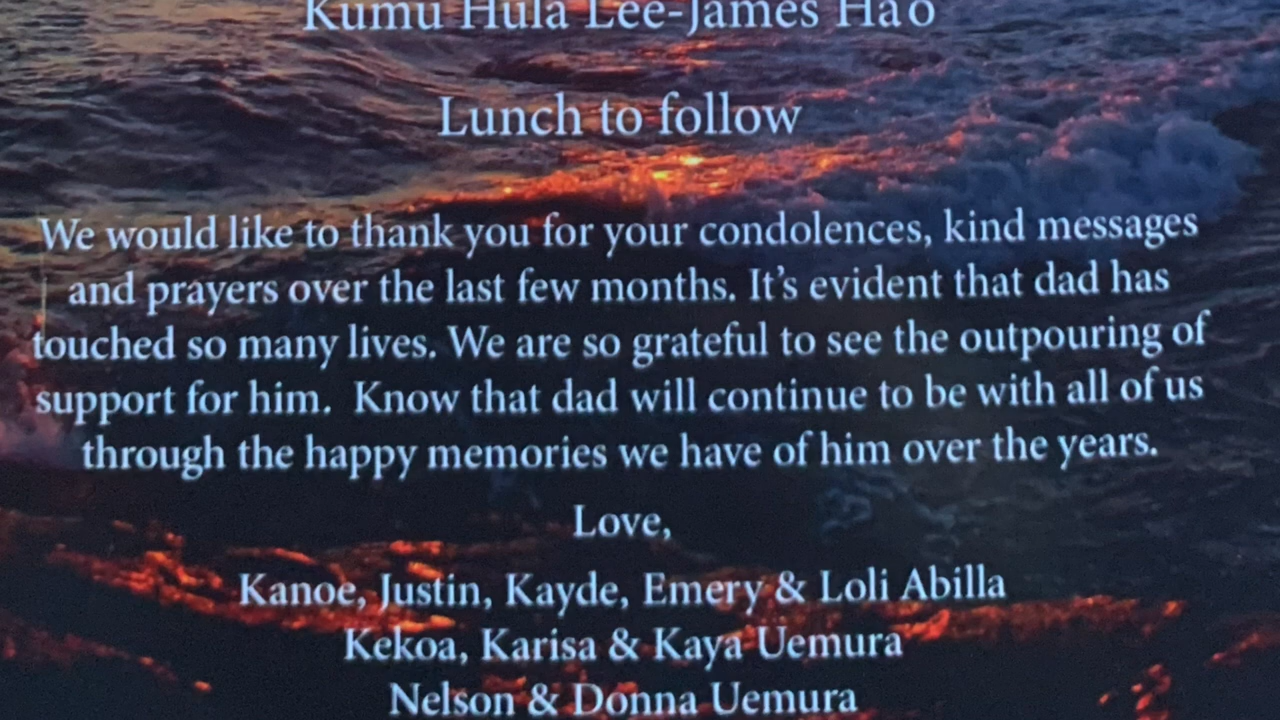 Kumu Hula Lee-James Hao
Lunch to follow
We would like to thank you for your condolences, kind messages
and prayers over the last few months. It’s evident that dad has
touched so many lives. We are so grateful to see the outpouring of
support for him.  Know that dad will continue to be with all of us
through the happy memories we have of him over the years.
Love,
Kanoe, Justin, Kayde, Emery & Loli Abilla
Kekoa, Karisa & Kaya Uemura
Nelson & Donna Uemura